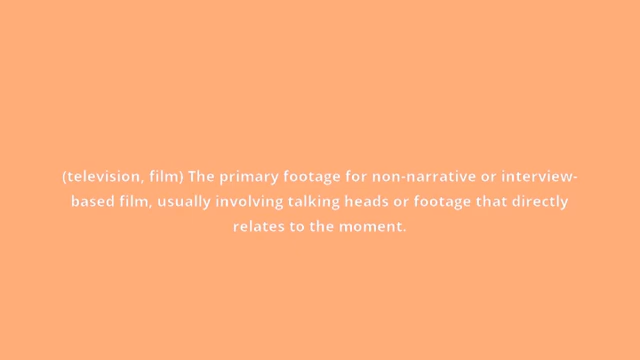 (television, film) The primary footage for non-narrative or interview-
based film, usually involving talking heads or footage that directly
relates to the moment.